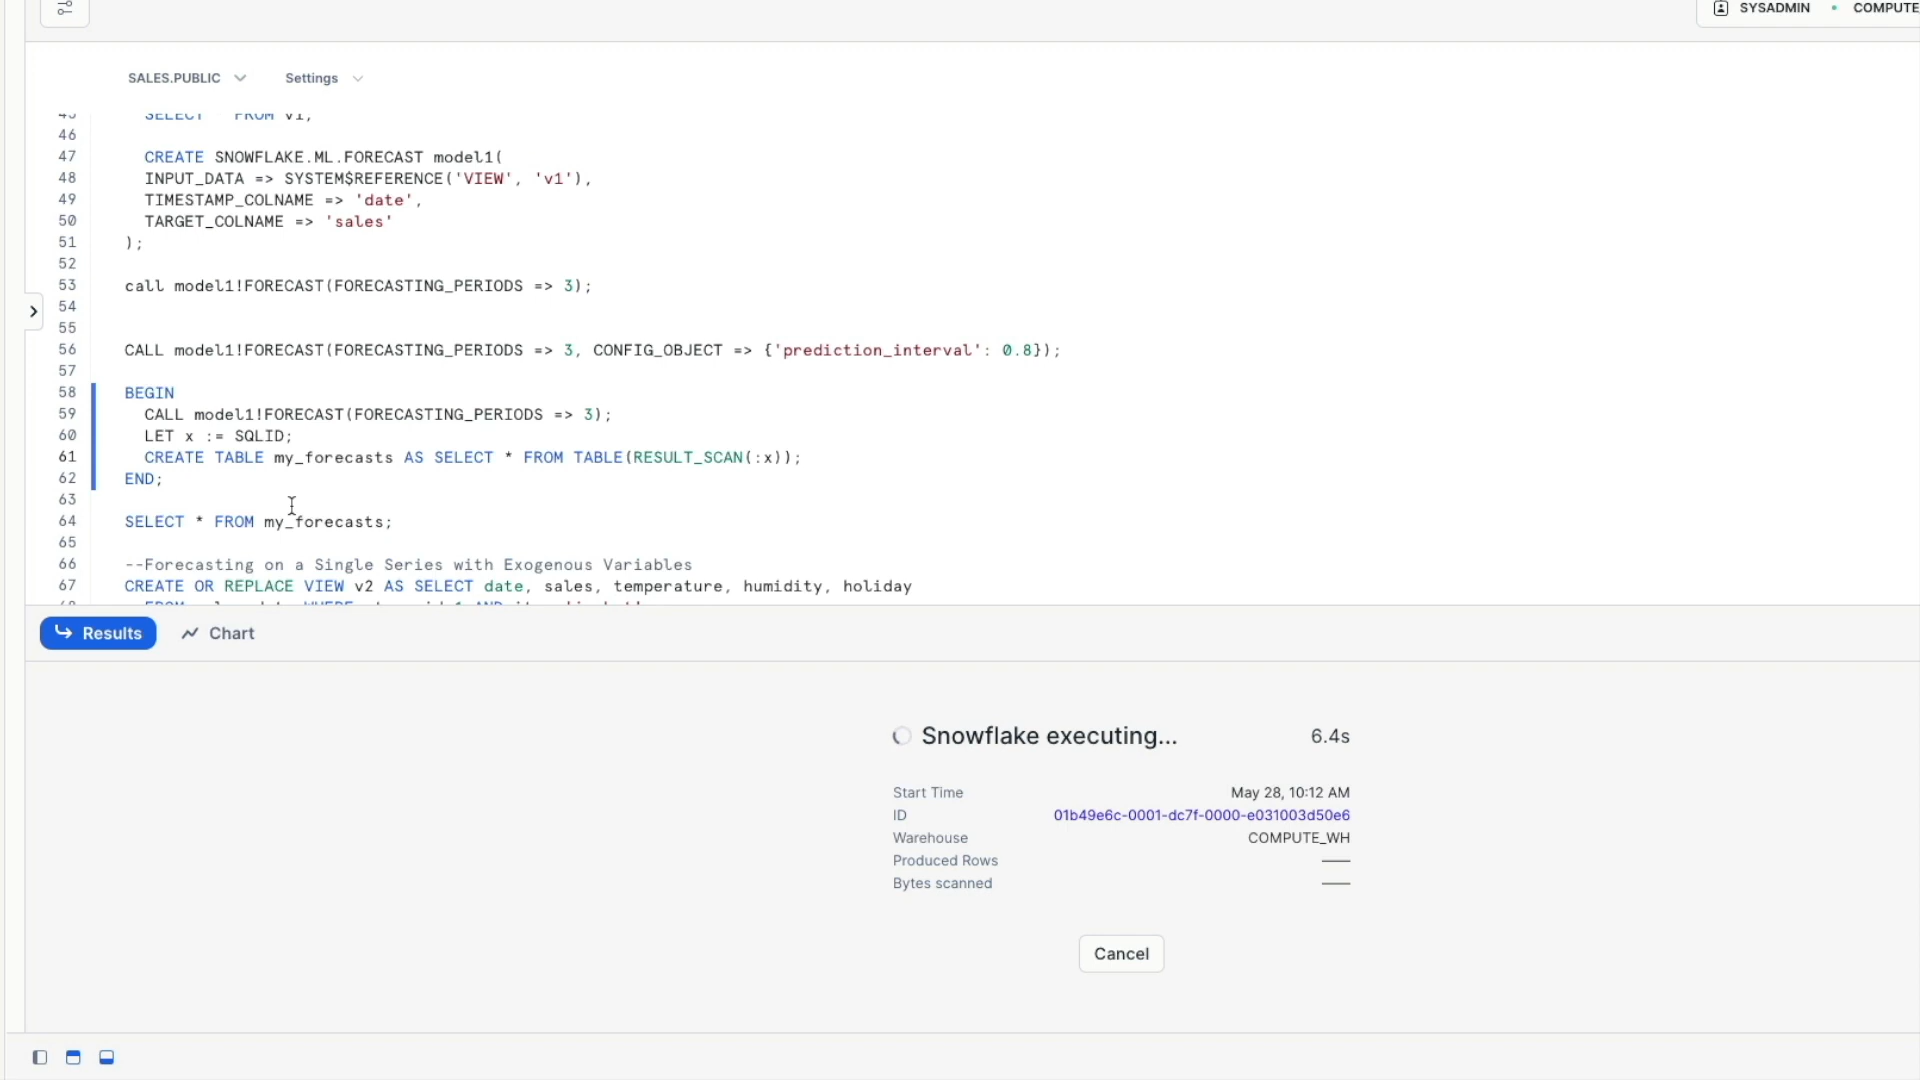 SYSADMIN • COMPUTE
SALES.PUBLIC Settings
45 SELECT * FROM v1;
46
47 CREATE SNOWFLAKE.ML.FORECAST model1(
48 INPUT_DATA => SYSTEM$REFERENCE('VIEW', 'v1'),
49 TIMESTAMP_COLNAME => 'date',
50 TARGET_COLNAME => 'sales'
51 );
52
53 call model1!FORECAST(FORECASTING_PERIODS => 3);
54
55
56 CALL model1!FORECAST(FORECASTING_PERIODS => 3, CONFIG_OBJECT => {'prediction_interval': 0.8});
57
58 BEGIN
59 CALL model1!FORECAST(FORECASTING_PERIODS => 3);
60 LET x := SQLID;
61 CREATE TABLE my_forecasts AS SELECT * FROM TABLE(RESULT_SCAN(:x));
62 END;
63
64 SELECT * FROM my_forecasts;
65
66 --Forecasting on a Single Series with Exogenous Variables
67 CREATE OR REPLACE VIEW v2 AS SELECT date, sales, temperature, humidity, holiday
Results Chart
Snowflake executing... 6.4s
Start Time May 28, 10:12 AM
ID 01b49e6c-0001-dc7f-0000-e031003d50e6
Warehouse COMPUTE_WH
Produced Rows
Bytes scanned
Cancel